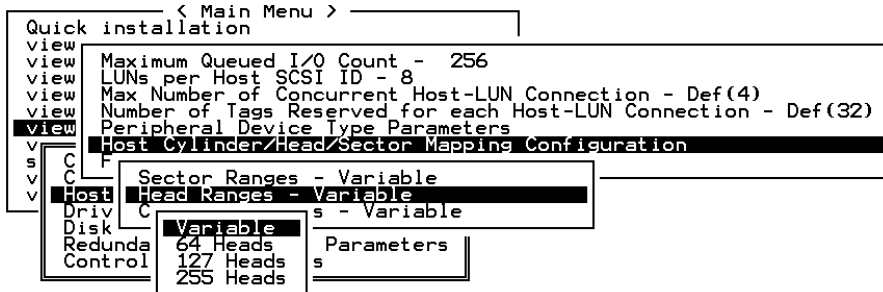 < Main Menu >
Quick installation
view
view Maximum Queued I/O Count - 256
view LUNs per Host SCSI ID - 8
view Max Number of Concurrent Host-LUN Connection - Def(4)
view Number of Tags Reserved for each Host-LUN Connection - Def(32)
view Peripheral Device Type Parameters
v Host Cylinder/Head/Sector Mapping Configuration
s C F
v C Sector Ranges - Variable
v Host Head Ranges - Variable
Driv C s - Variable
Disk Variable
Redunda 64 Heads Parameters
Control 127 Heads s
255 Heads